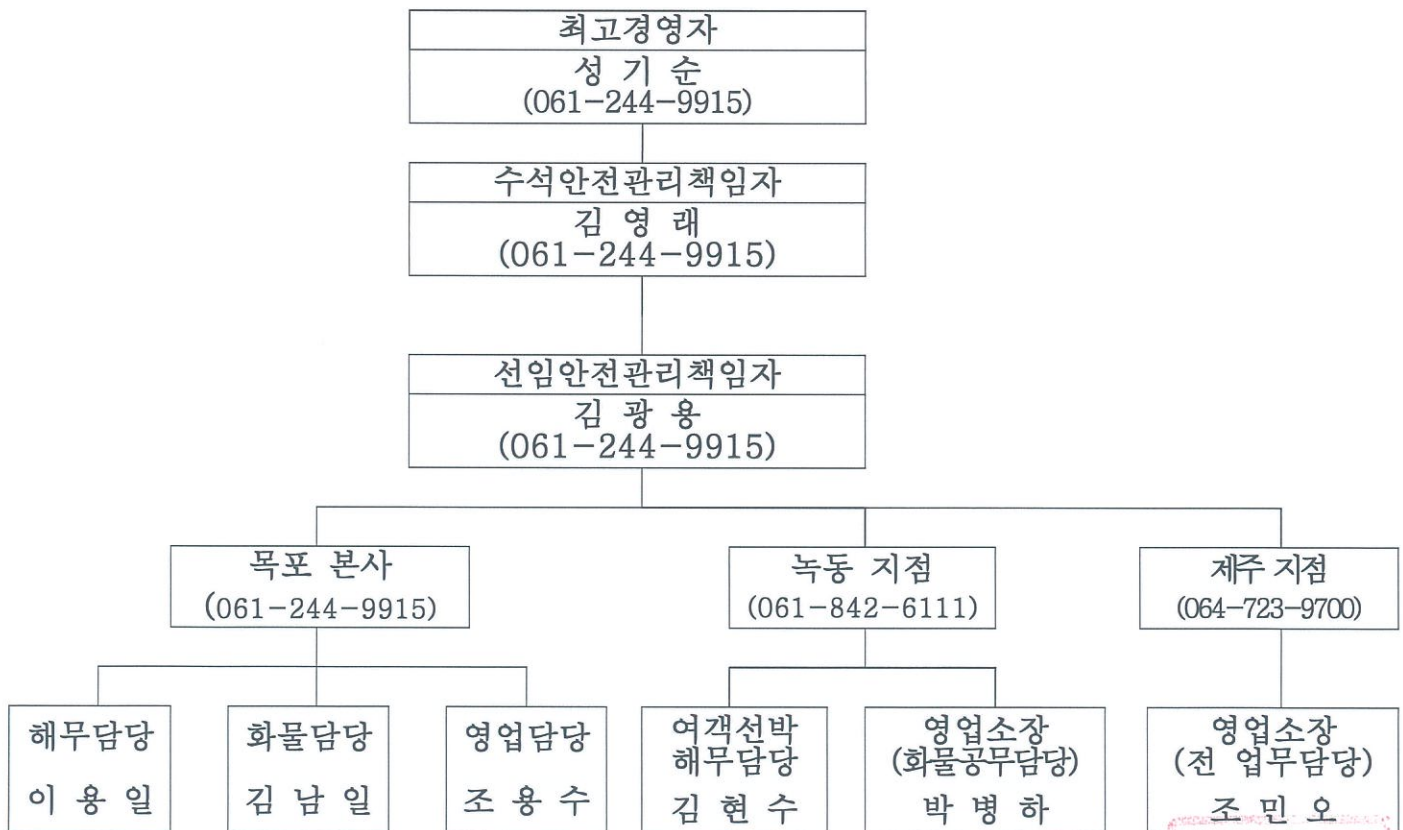 최고경영자
성 기 순
(061-244-9915)
수석안전관리책임자
김 영 래
(061-244-9915)
선임안전관리책임자
김 광 용
(061-244-9915)
목포 본사
(061-244-9915)
녹동 지점
(061-842-6111)
제주 지점
(064-723-9700)
해무담당
이 용 일
화물담당
김 남 일
영업담당
조 용 수
여객선박
해무담당
김 현 수
영업소장
(화물공무담당)
박 병 하
영업소장
(전 업무담당)
조 민 오